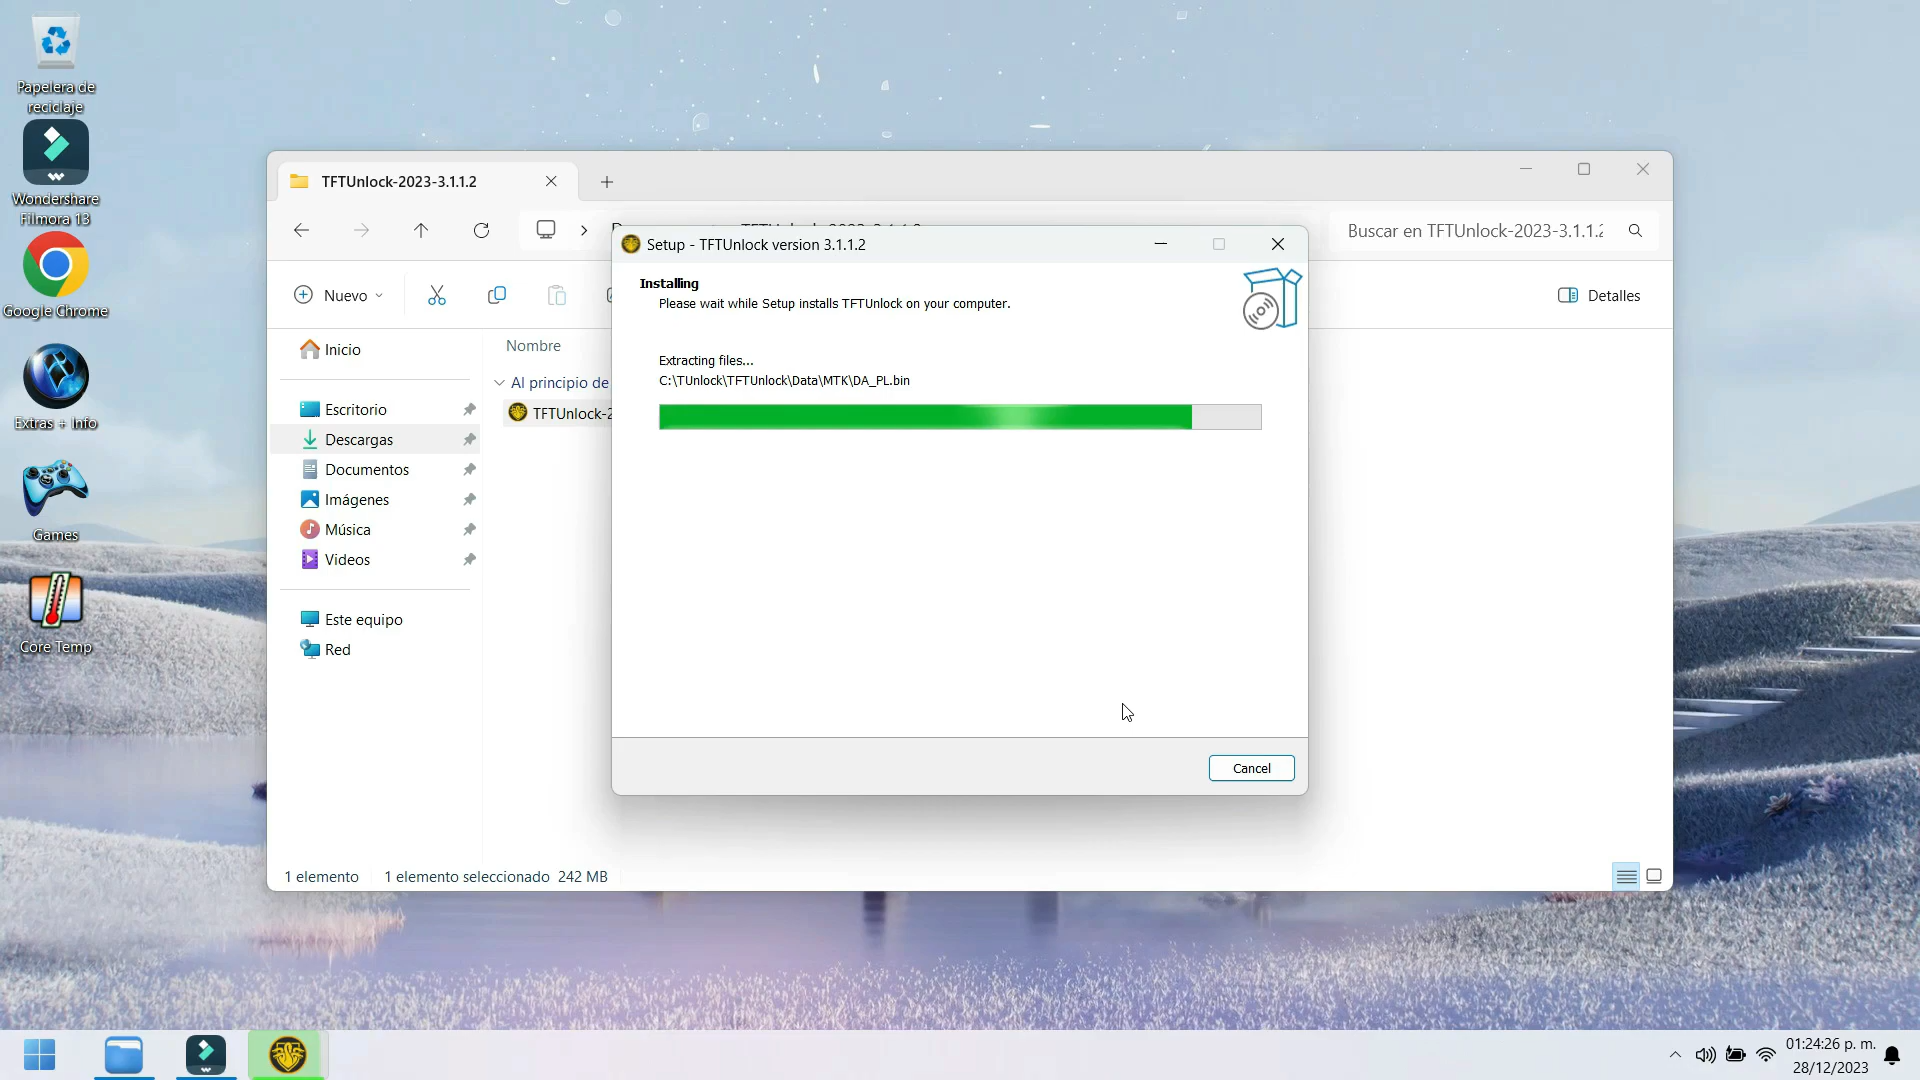 Papelera de
reciclaje
Wondershare
Filmora 13
Google Chrome
Extras + Info
Games
Core Temp
TFTUnlock-2023-3.1.1.2
Buscar en TFTUnlock-2023-3.1.1.2
Nuevo
Detalles
Inicio
Escritorio
Descargas
Documentos
Imágenes
Música
Videos
Este equipo
Red
Nombre
Al principio de
TFTUnlock-2
Setup - TFTUnlock version 3.1.1.2
Installing
Please wait while Setup installs TFTUnlock on your computer.
Extracting files...
C:\TUnlock\TFTUnlock\Data\MTK\DA_PL.bin
Cancel
1 elemento
1 elemento seleccionado 242 MB
01:24:26 p. m.
28/12/2023